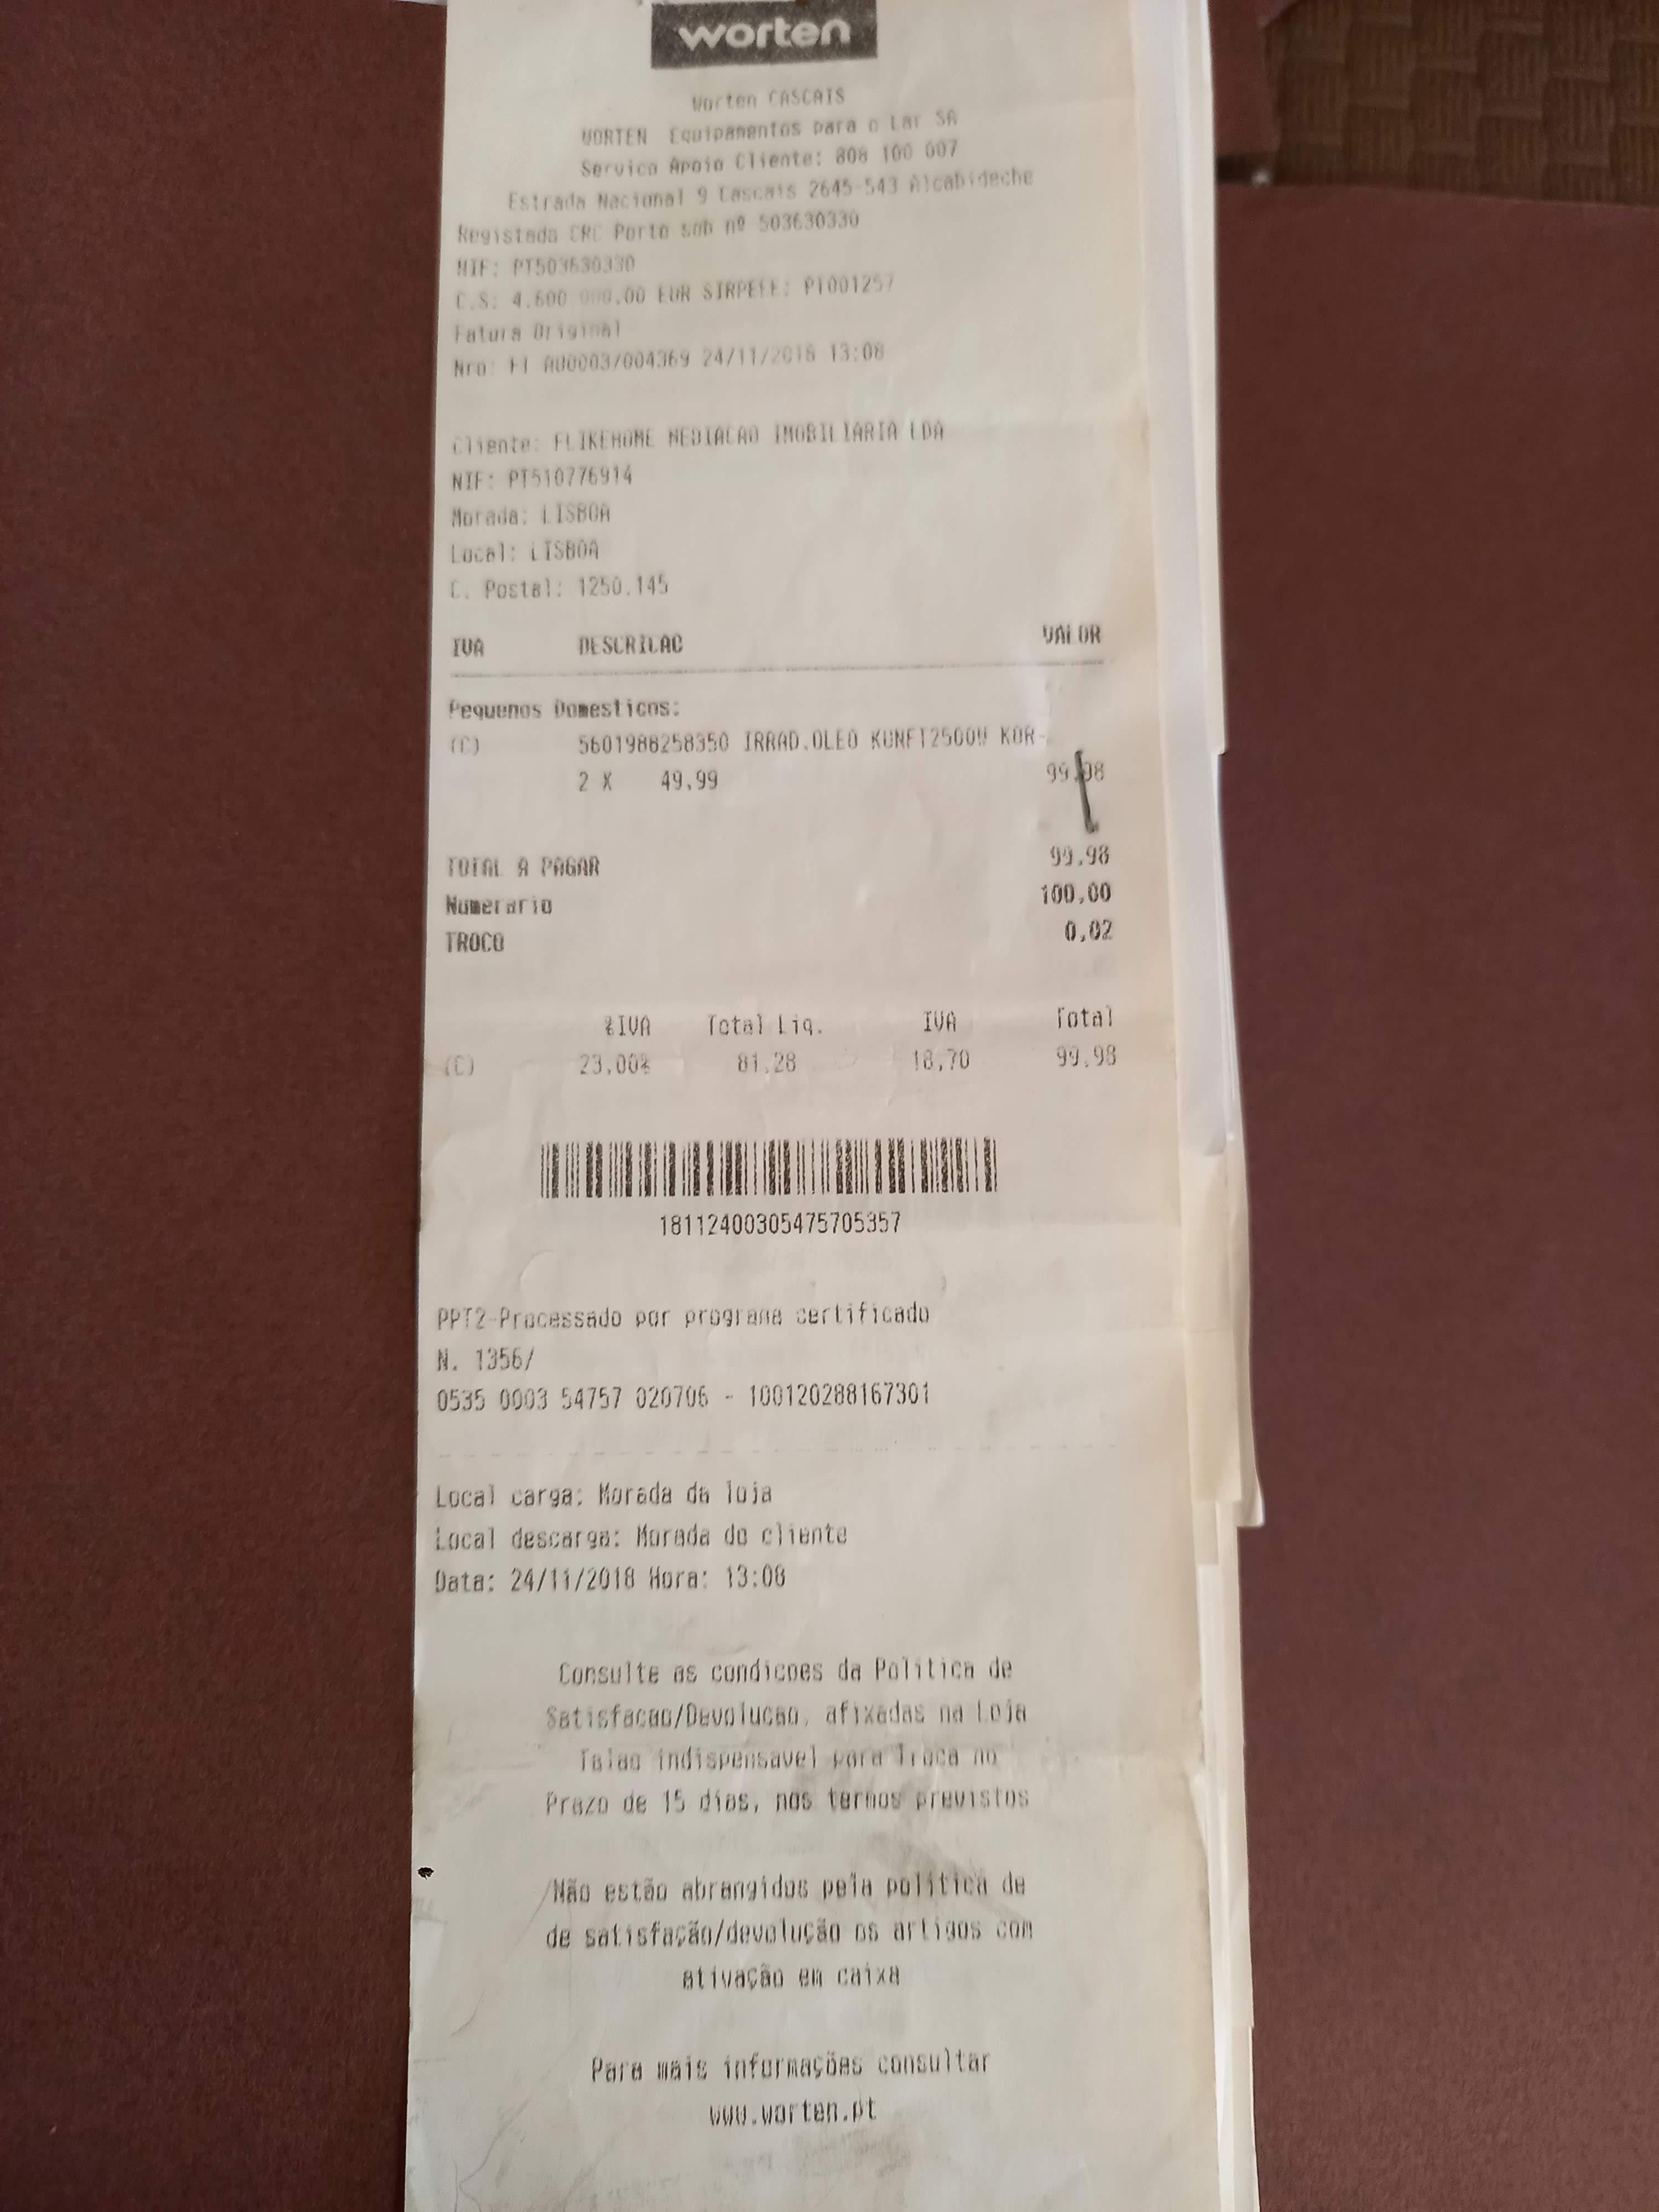 worten
Worten CASCAIS
WORTEN Equipamentos para o Lar SA
Servico Apoio Cliente: 808 100 007
Estrada Nacional 9 Cascais 2645-543 Alcabideche
Registada CRC Porto sob nº 503630330
NIF: PT503630330
C.S: 4.600 000,00 EUR SIRPEEE: PT001257
Fatura Original
Nro: FT AU0003/004369 24/11/2018 13:08
Cliente: FLIKEHOME MEDIACAO IMOBILIARIA LDA
NIF: PT510776914
Morada: LISBOA
Local: LISBOA
C. Postal: 1250.145
IVA DESCRICAO VALOR
Pequenos Domesticos:
(C) 5601988258350 IRRAD.OLEO KUNFT2500W KOR-
2 X 49,99 99,98
TOTAL A PAGAR 99,98
Numerario 100,00
TROCO 0,02
%IVA Total Liq. IVA Total
(C) 23,00% 81,28 18,70 99,98
18112400305475705357
PPT2-Processado por programa certificado
N. 1356/
0535 0003 54757 020706 - 100120288167301
Local carga: Morada da loja
Local descarga: Morada do cliente
Data: 24/11/2018 Hora: 13:08
Consulte as condicoes da Politica de
Satisfacao/Devolucao, afixadas na Loja
Talao indispensavel para Troca no
Prazo de 15 dias, nos termos previstos
Não estão abrangidos pela politica de
de satisfação/devolução os artigos com
ativação em caixa
Para mais informações consultar
www.worten.pt